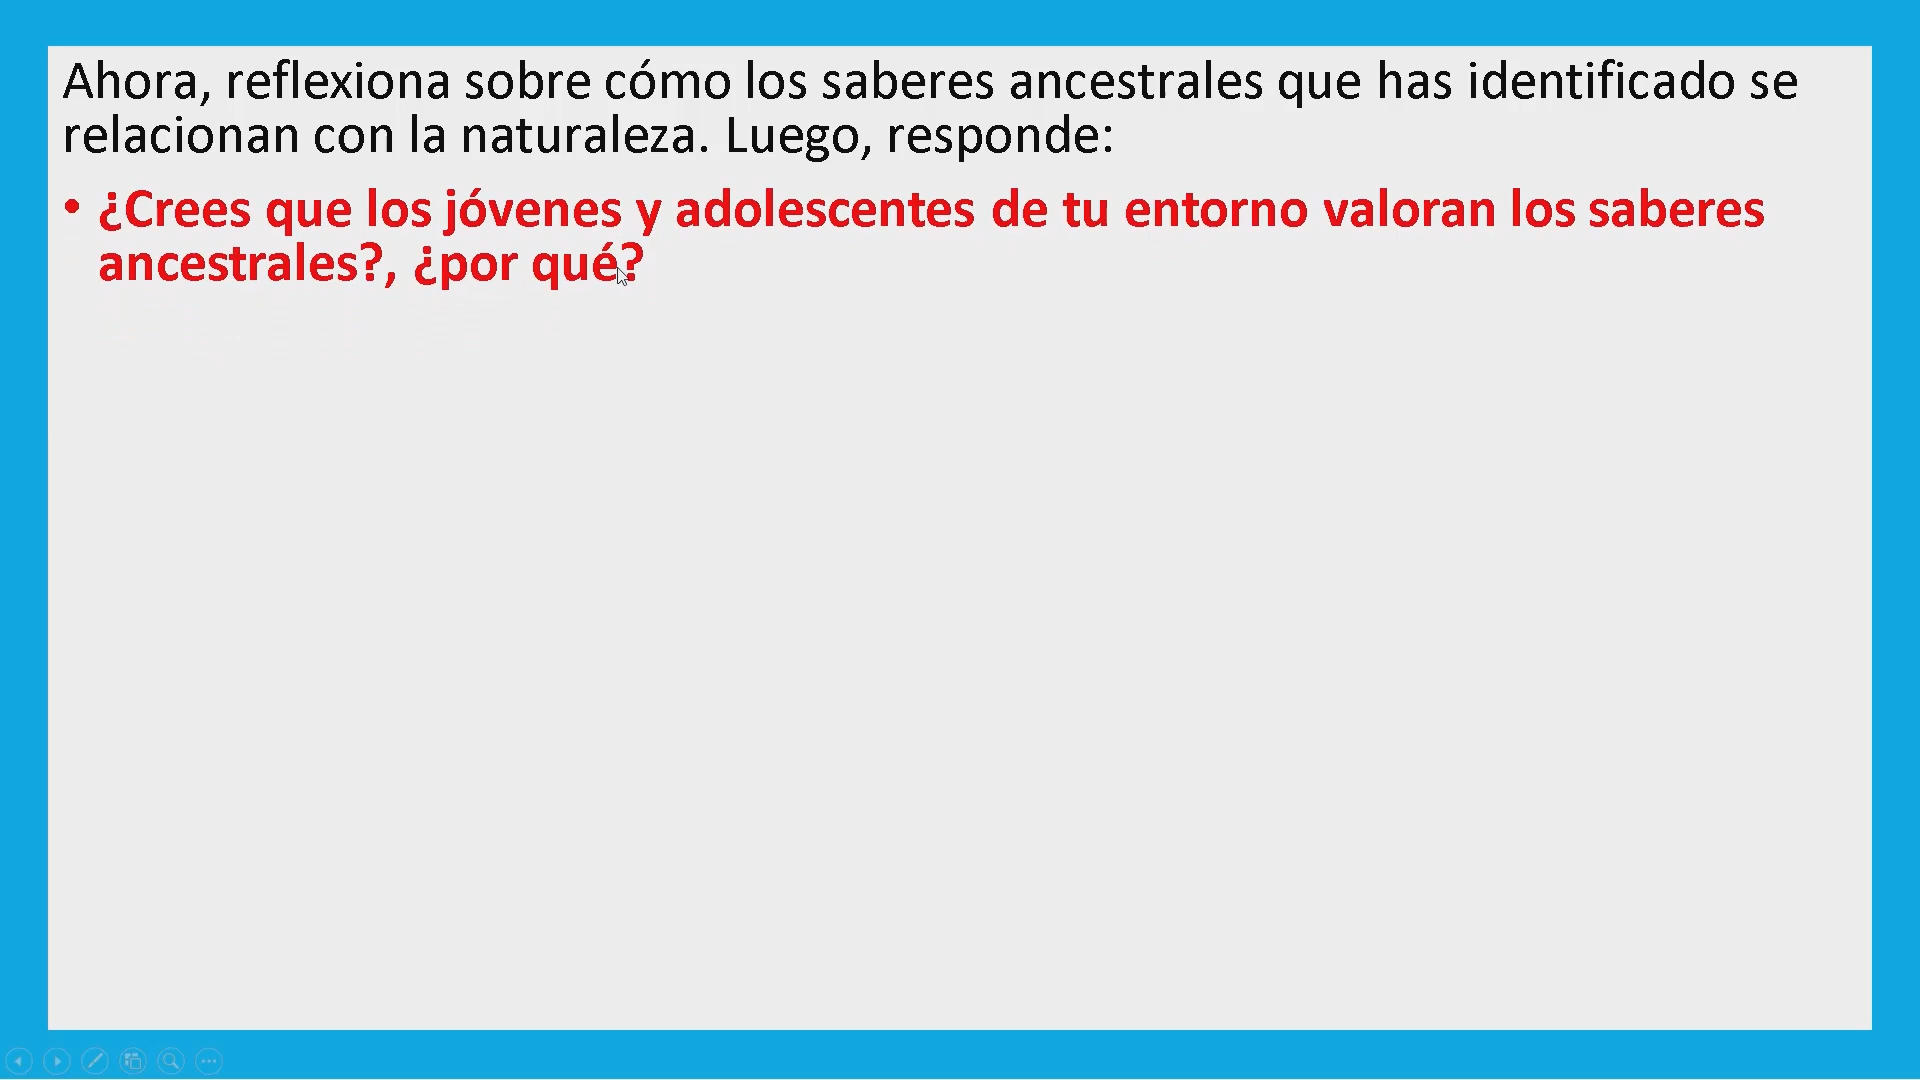 Ahora, reflexiona sobre cómo los saberes ancestrales que has identificado se
relacionan con la naturaleza. Luego, responde:
• ¿Crees que los jóvenes y adolescentes de tu entorno valoran los saberes
ancestrales?, ¿por qué?